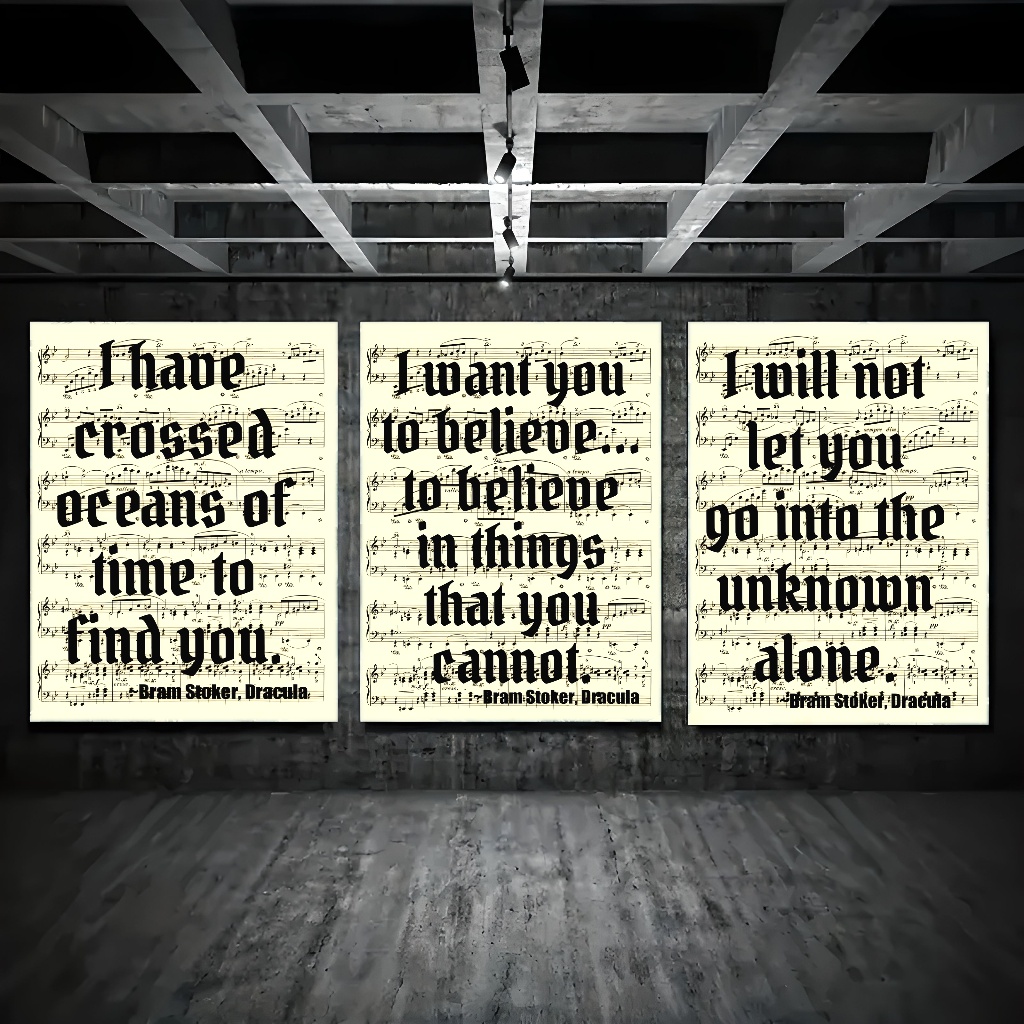 I have
crossed
oceans of
time to
find you.
~Bram Stoker, Dracula
I want you
to believe...
to believe
in things
that you
cannot.
~Bram Stoker, Dracula
I will not
let you
go into the
unknown
alone.
~Bram Stoker, Dracula